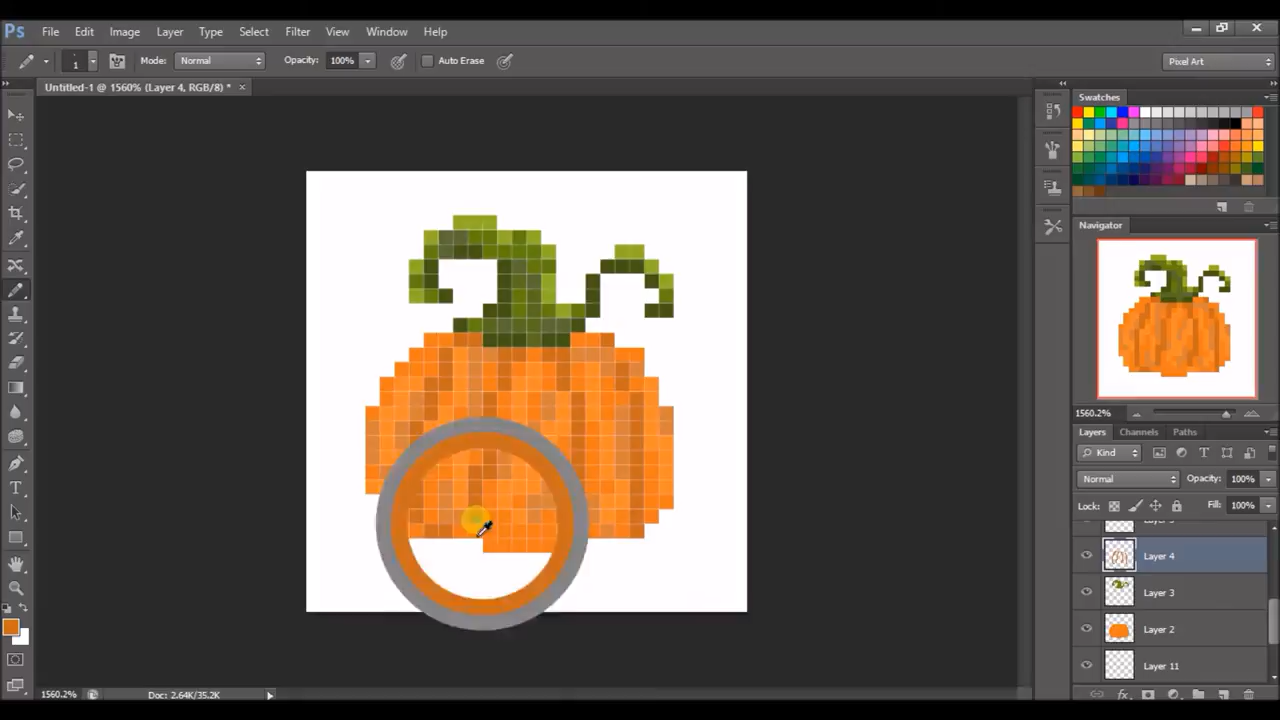 Ps File Edit Image Layer Type Select Filter View Window Help
1 Mode: Normal Opacity: 100% Auto Erase Pixel Art
Untitled-1 @ 1560% (Layer 4, RGB/8) *
Swatches
Navigator
1560.2%
Layers Channels Paths
Kind
Normal Opacity: 100%
Lock: Fill: 100%
Layer 4
Layer 3
Layer 2
Layer 11
1560.2% Doc: 2.64K/35.2K